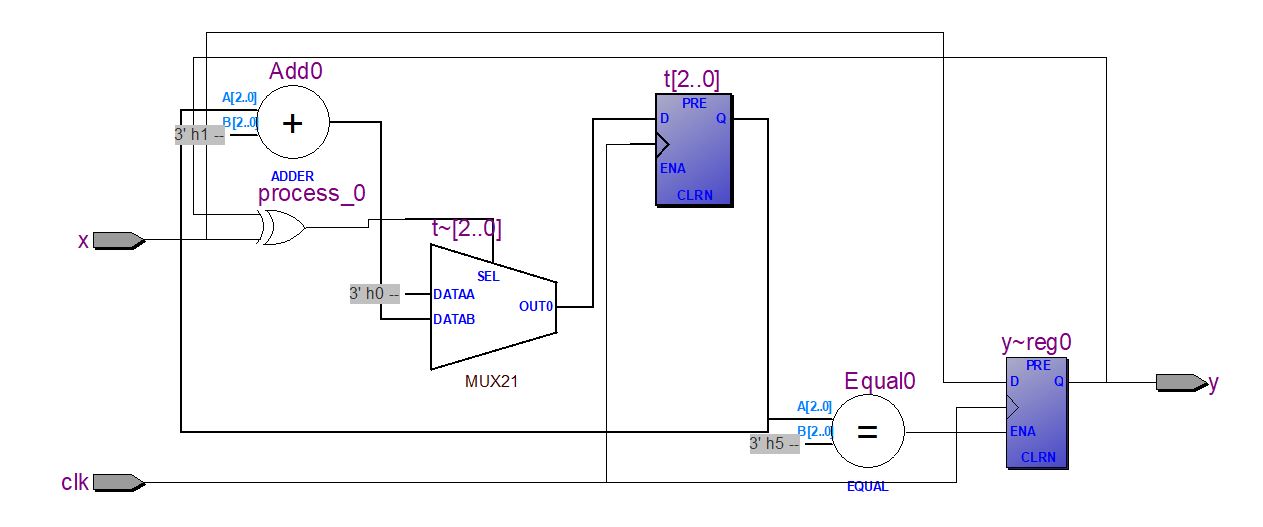 Add0
A[2..0]
B[2..0]
3' h1 --
+
ADDER
process_0
x
t~[2..0]
SEL
3' h0 --
DATAA
DATAB
OUT0
MUX21
t[2..0]
PRE
D
Q
ENA
CLRN
Equal0
A[2..0]
B[2..0]
3' h5 --
=
EQUAL
y~reg0
PRE
D
Q
ENA
CLRN
y
clk